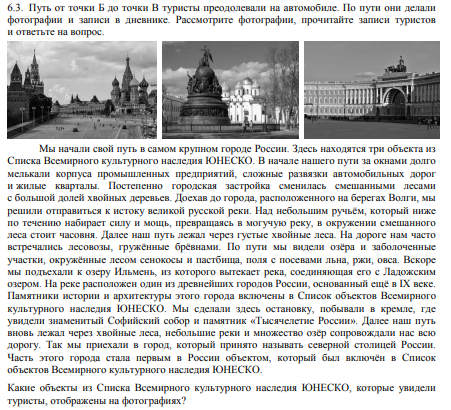 6.3. Путь от точки Б до точки В туристы преодолевали на автомобиле. По пути они делали
фотографии и записи в дневнике. Рассмотрите фотографии, прочитайте записи туристов
и ответьте на вопрос.
Мы начали свой путь в самом крупном городе России. Здесь находятся три объекта из
Списка Всемирного культурного наследия ЮНЕСКО. В начале нашего пути за окнами долго
мелькали корпуса промышленных предприятий, сложные развязки автомобильных дорог
и жилые кварталы. Постепенно городская застройка сменилась смешанными лесами
с большой долей хвойных деревьев. Доехав до города, расположенного на берегах Волги, мы
решили отправиться к истоку великой русской реки. Над небольшим ручьём, который ниже
по течению набирает силу и мощь, превращаясь в могучую реку, в окружении смешанного
леса стоит часовня. Далее наш путь лежал через густые хвойные леса. На дороге нам часто
встречались лесовозы, гружённые брёвнами. По пути мы видели озёра и заболоченные
участки, окружённые лесом сенокосы и пастбища, поля с посевами льна, ржи, овса. Вскоре
мы подъехали к озеру Ильмень, из которого вытекает река, соединяющая его с Ладожским
озером. На реке расположен один из древнейших городов России, основанный ещё в IX веке.
Памятники истории и архитектуры этого города включены в Список объектов Всемирного
культурного наследия ЮНЕСКО. Мы сделали здесь остановку, побывали в кремле, где
увидели знаменитый Софийский собор и памятник «Тысячелетие России». Далее наш путь
вновь лежал через хвойные леса, небольшие реки и множество озёр сопровождали нас всю
дорогу. Так мы приехали в город, который принято называть северной столицей России.
Часть этого города стала первым в России объектом, который был включён в Список
объектов Всемирного культурного наследия ЮНЕСКО.
Какие объекты из Списка Всемирного культурного наследия ЮНЕСКО, которые увидели
туристы, отображены на фотографиях?